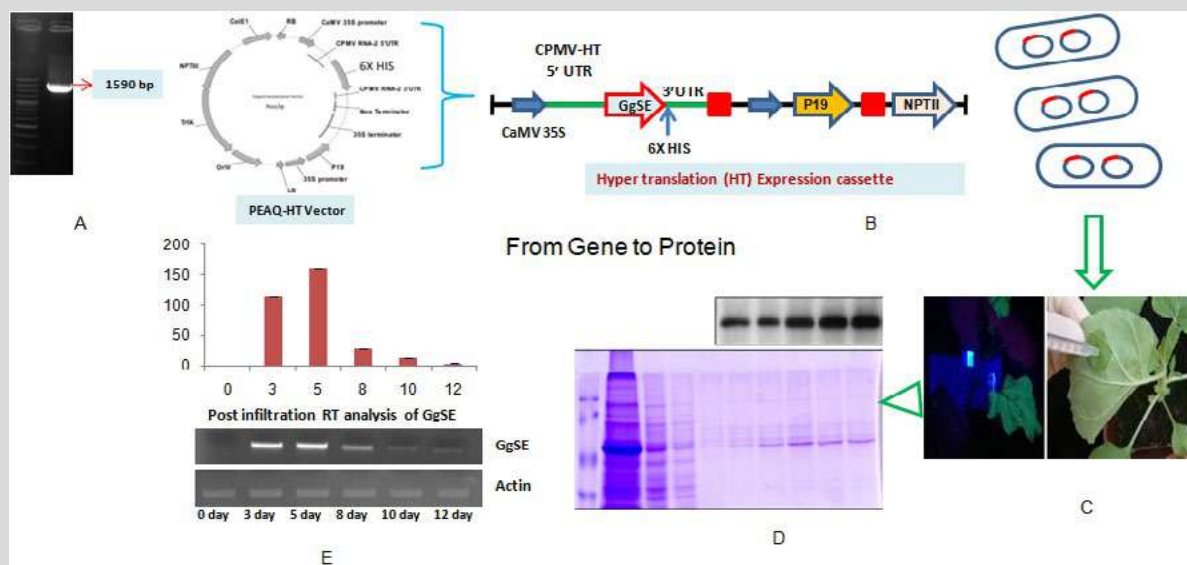 A
1590 bp
ColE1
RB
CaMV 35S promoter
CPMV RNA-2 5'UTR
6X HIS
CPMV RNA-2 3'UTR
Nos Terminator
35S terminator
P19
35S promoter
LB
OriV
TrfA
NPTIII
PEAQ-HT Vector
CPMV-HT
5' UTR
GgSE
3'UTR
P19
NPTII
CaMV 35S
6X HIS
Hyper translation (HT) Expression cassette
B
From Gene to Protein
200
150
100
50
0
0 3 5 8 10 12
Post infiltration RT analysis of GgSE
GgSE
Actin
0 day 3 day 5 day 8 day 10 day 12 day
E
D
C